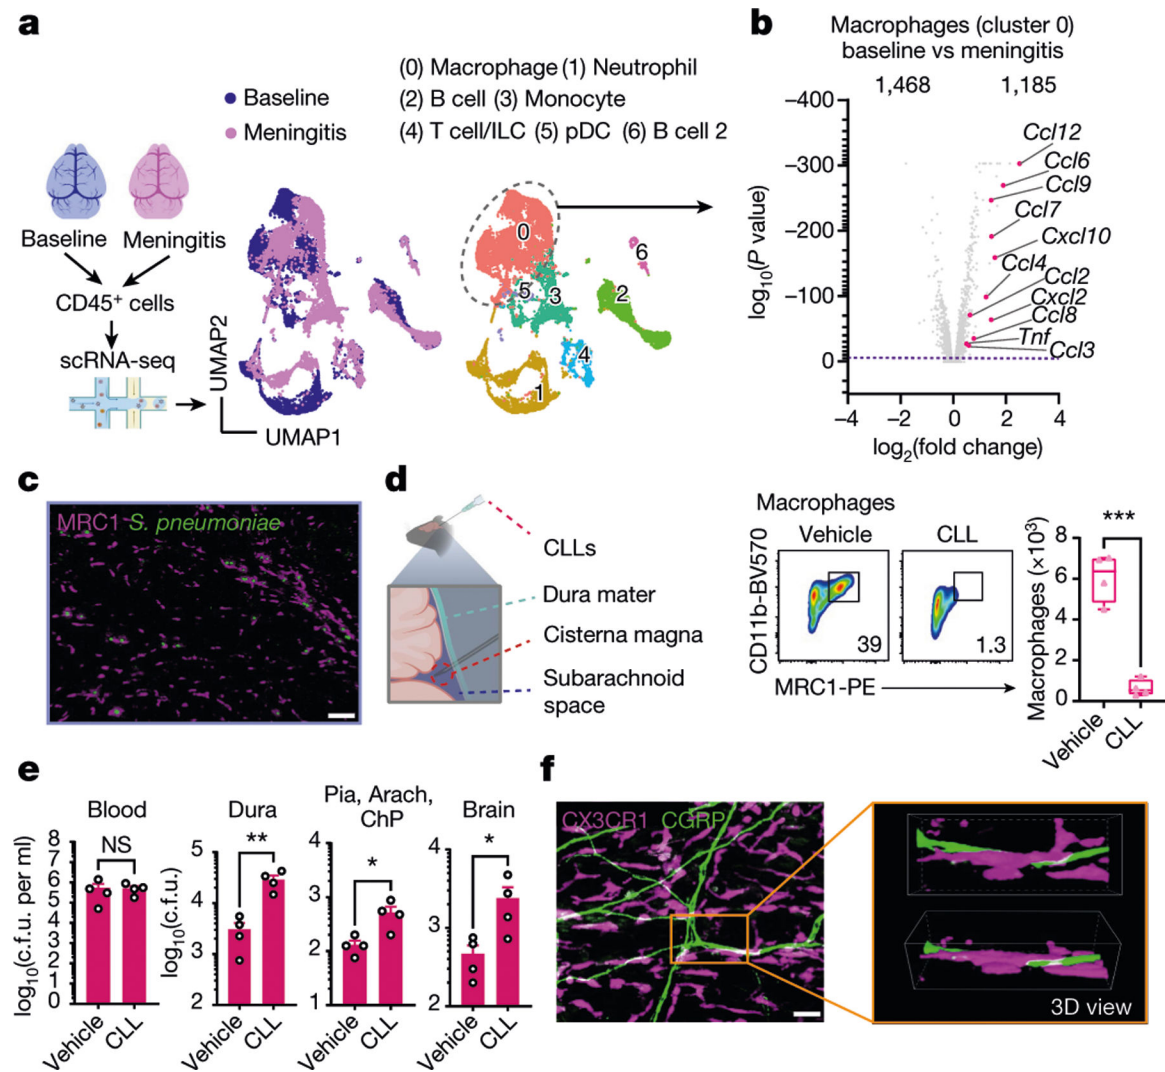 a
Baseline
Meningitis
(0) Macrophage (1) Neutrophil
(2) B cell (3) Monocyte
(4) T cell/ILC (5) pDC (6) B cell 2
Baseline Meningitis
CD45+ cells
scRNA-seq
UMAP2
UMAP1
0
5
3
2
6
4
1
b
Macrophages (cluster 0)
baseline vs meningitis
1,468 1,185
log10(P value)
−400
−300
−200
−100
0
−4 −2 0 2 4
log2(fold change)
Ccl12
Ccl6
Ccl9
Ccl7
Cxcl10
Ccl4
Ccl2
Cxcl2
Ccl8
Tnf
Ccl3
c
MRC1 S. pneumoniae
d
CLLs
Dura mater
Cisterna magna
Subarachnoid
space
Macrophages
Vehicle CLL
CD11b-BV570
39 1.3
MRC1-PE
Macrophages (×10³)
9
6
3
0
***
Vehicle CLL
e
Blood
NS
log10(c.f.u. per ml)
8
7
6
5
4
3
2
1
0
Vehicle CLL
Dura
**
log10(c.f.u.)
5
4
3
2
Vehicle CLL
Pia, Arach,
ChP
*
4
3
2
1
Vehicle CLL
Brain
*
4
3
2
Vehicle CLL
f
CX3CR1 CGRP
3D view